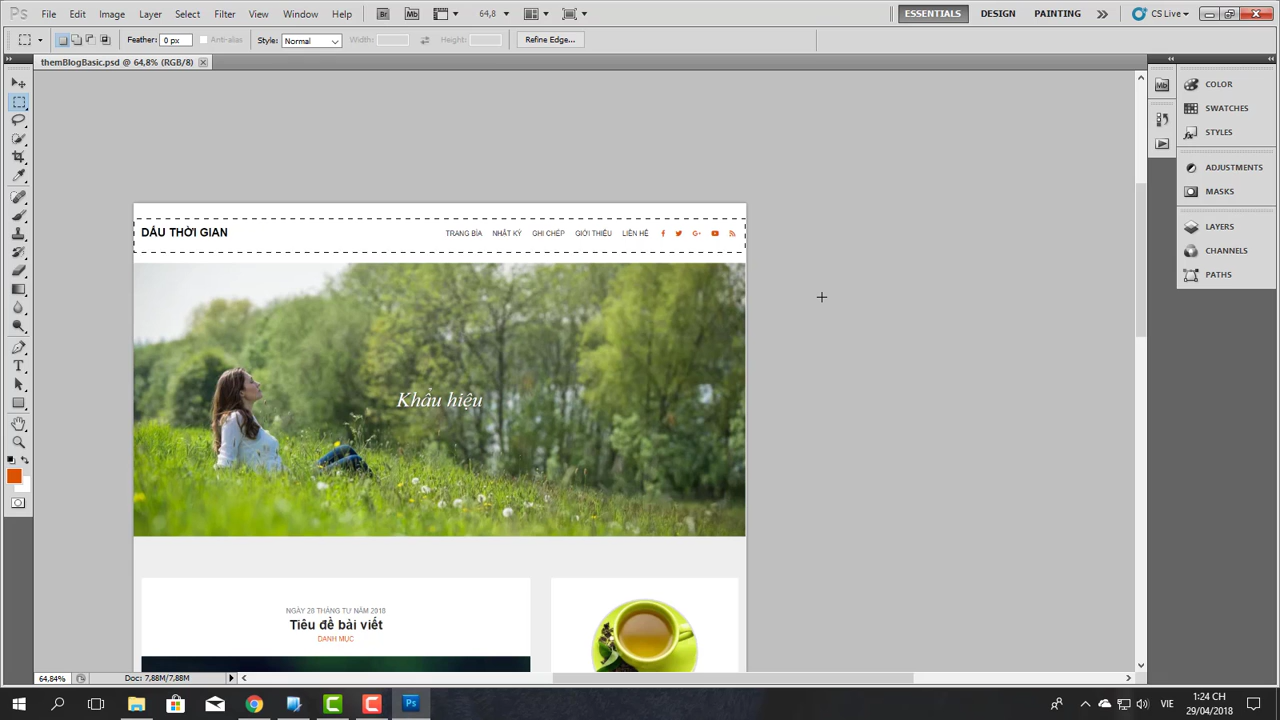 Ps File Edit Image Layer Select Filter View Window Help Br Mb 64,8 ESSENTIALS DESIGN PAINTING CS Live
Feather: 0 px Anti-alias Style: Normal Width: Height: Refine Edge...
themBlogBasic.psd @ 64,8% (RGB/8)
Mb COLOR
SWATCHES
STYLES
ADJUSTMENTS
MASKS
LAYERS
CHANNELS
PATHS
DẤU THỜI GIAN TRANG BÌA NHẬT KÝ GHI CHÉP GIỚI THIỆU LIÊN HỆ
Khẩu hiệu
NGÀY 28 THÁNG TƯ NĂM 2018
Tiêu đề bài viết
DANH MỤC
64,84% Doc: 7,88M/7,88M
Ps VIE 1:24 CH
29/04/2018